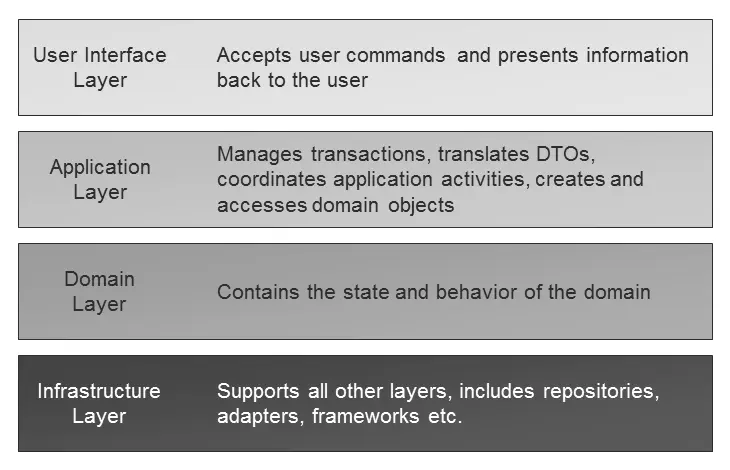 User Interface
Layer
Accepts user commands and presents information
back to the user
Application
Layer
Manages transactions, translates DTOs,
coordinates application activities, creates and
accesses domain objects
Domain
Layer
Contains the state and behavior of the domain
Infrastructure
Layer
Supports all other layers, includes repositories,
adapters, frameworks etc.